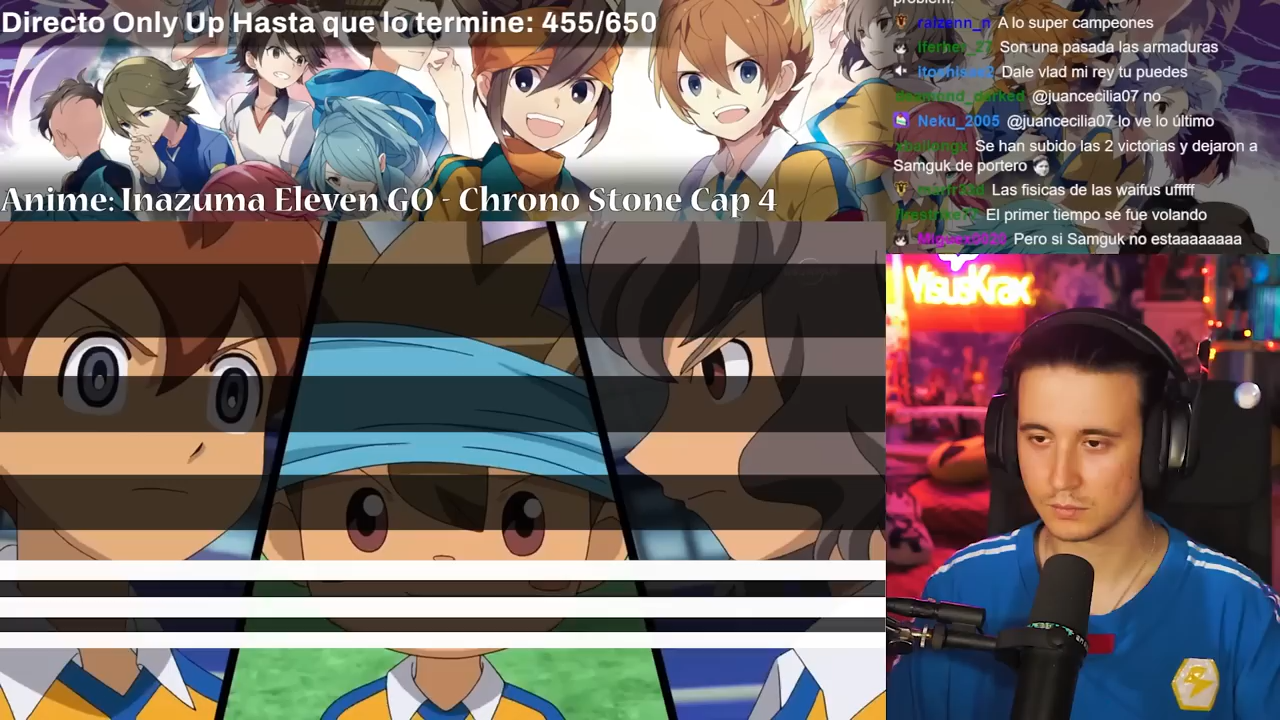 Directo Only Up Hasta que lo termine: 455/650
Anime: Inazuma Eleven GO - Chrono Stone Cap 4
problem.
raizenn_n A lo super campeones
Son una pasada las armaduras
Dale vlad mi rey tu puedes
@juancecilia07 no
Neku_2005 @juancecilia07 lo ve lo último
Se han subido las 2 victorias y dejaron a
Samguk de portero
Las fisicas de las waifus ufffff
El primer tiempo se fue volando
Pero si Samguk no estaaaaaaaa
VisusKrax